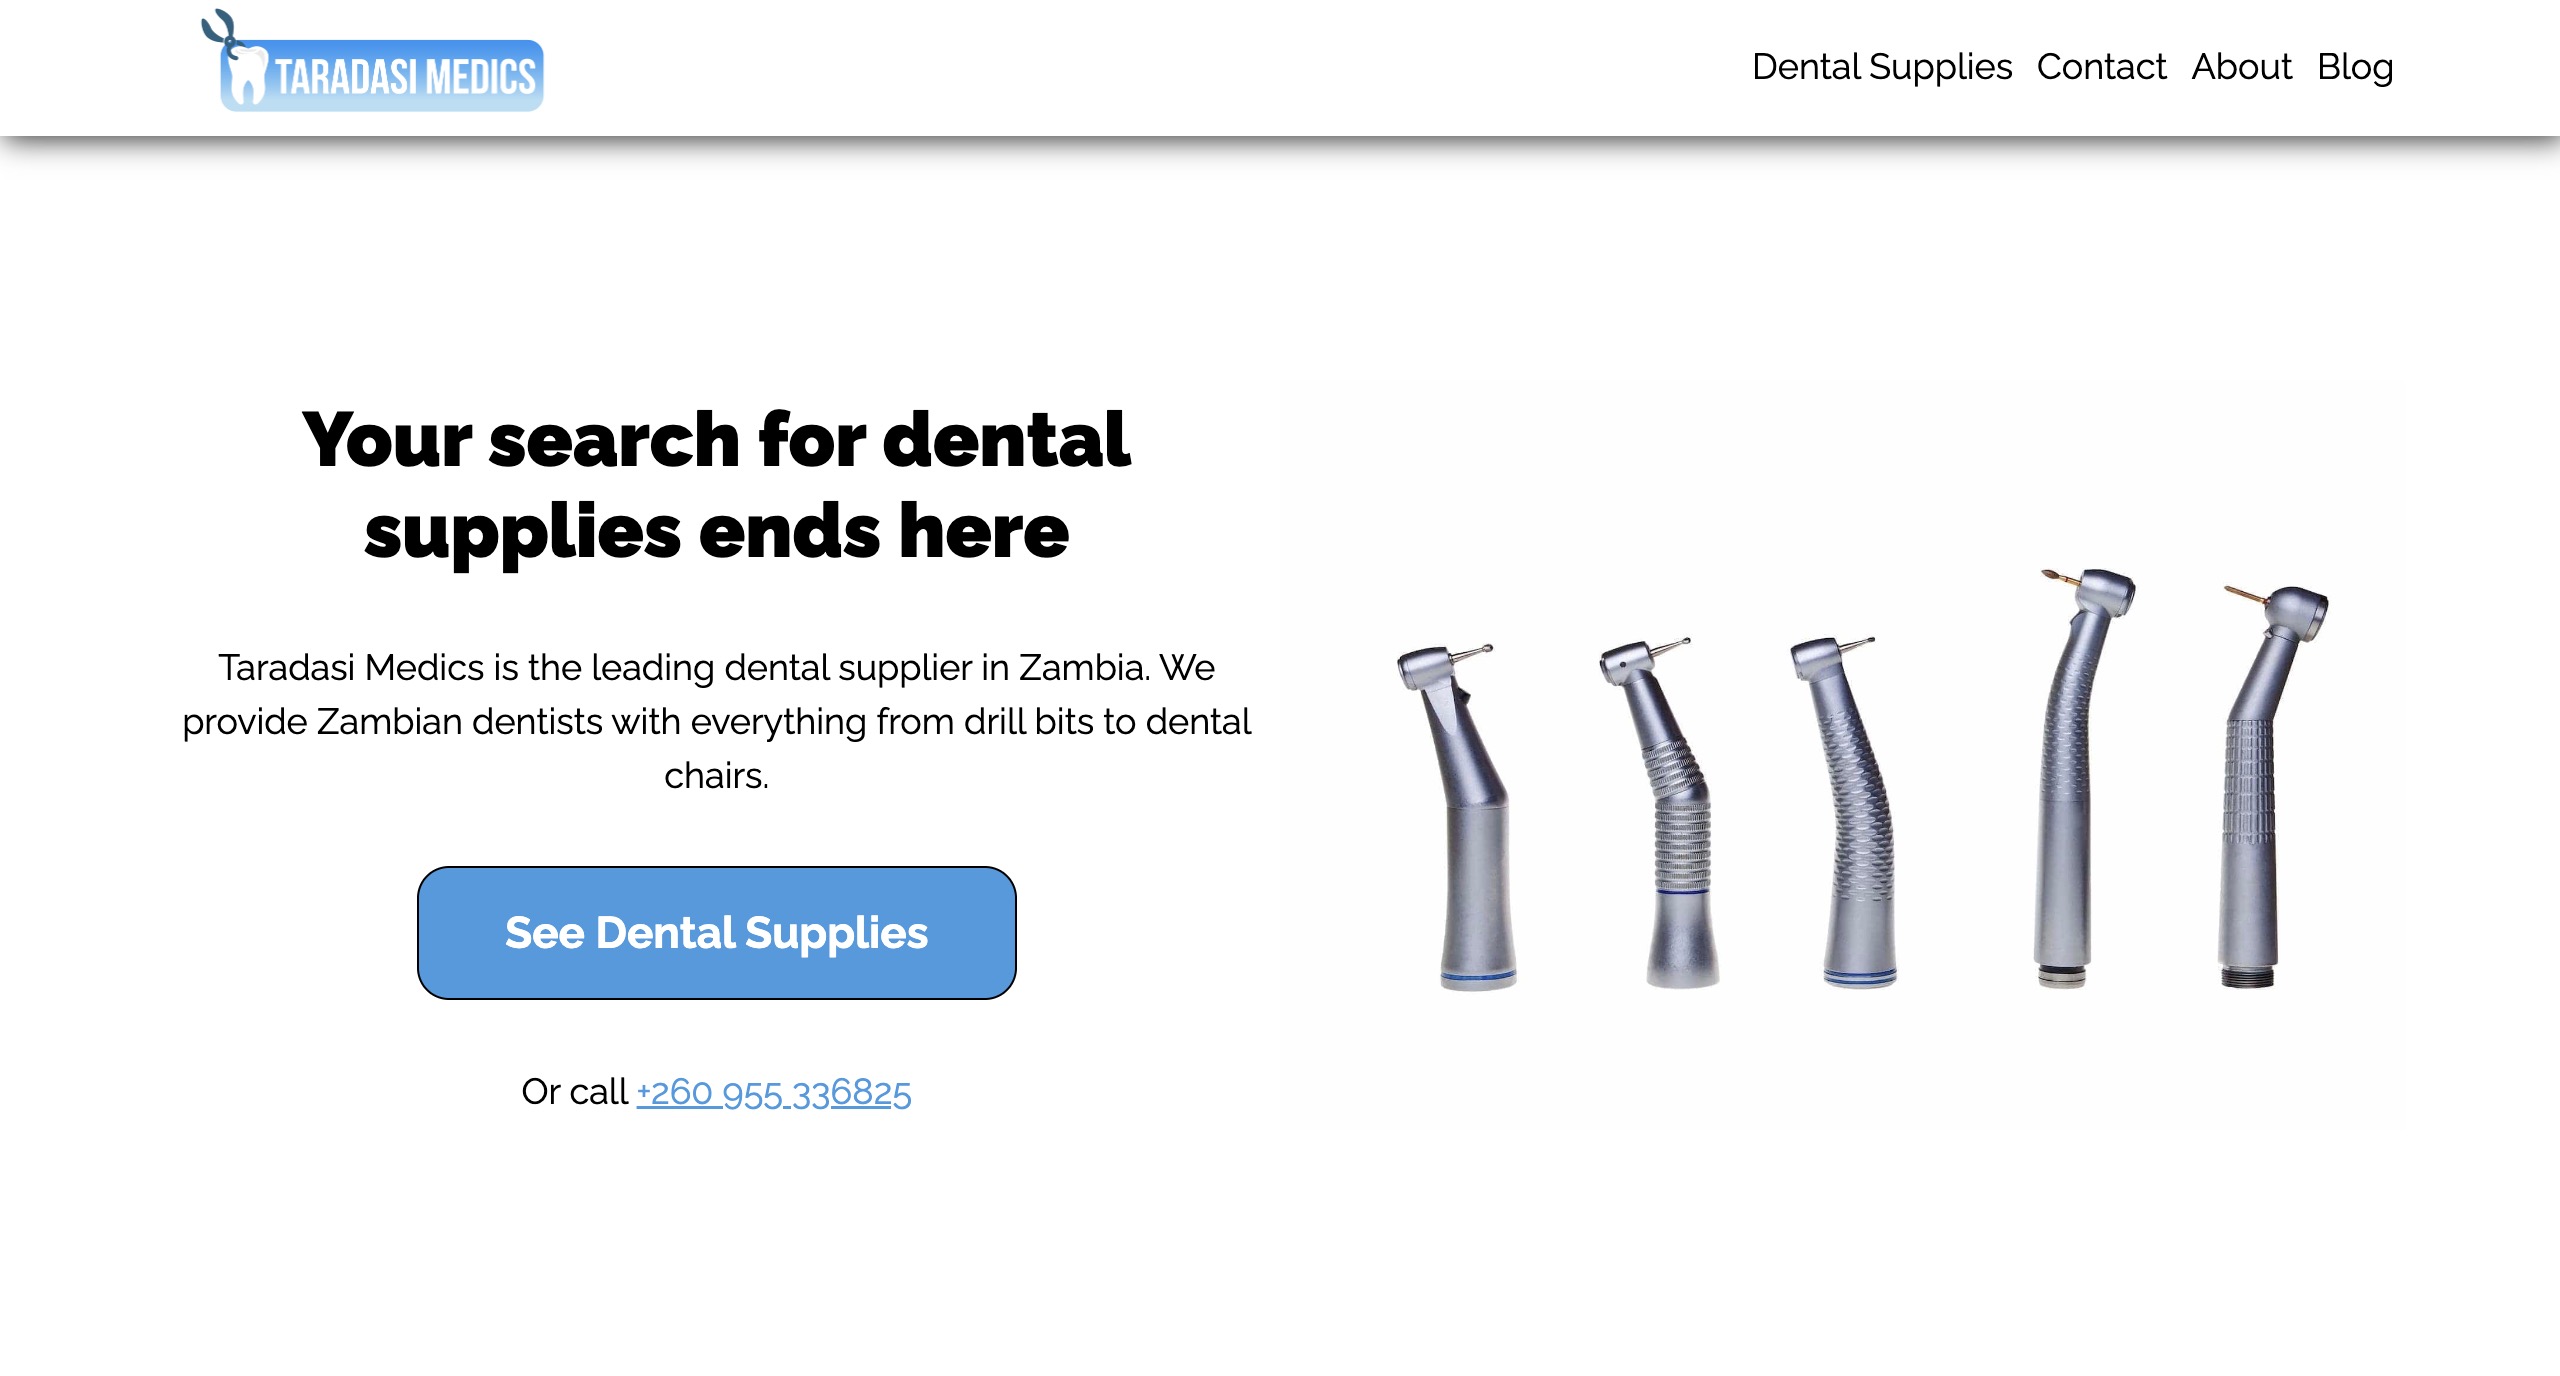 TARADASI MEDICS
Dental Supplies Contact About Blog
Your search for dental
supplies ends here
Taradasi Medics is the leading dental supplier in Zambia. We
provide Zambian dentists with everything from drill bits to dental
chairs.
See Dental Supplies
Or call +260 955 336825